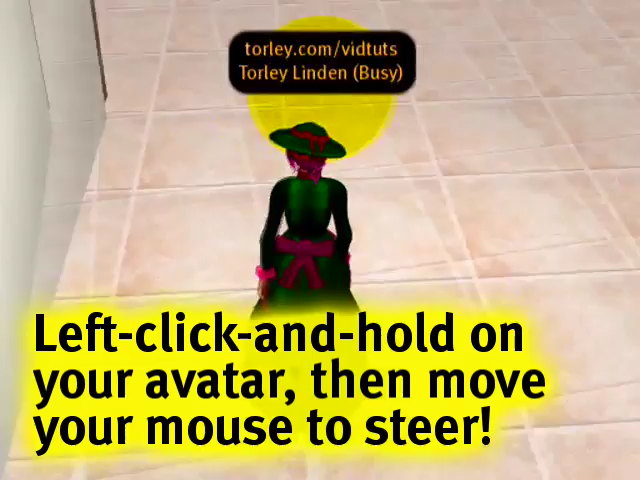 torley.com/vidtuts
Torley Linden (Busy)
Left-click-and-hold on
your avatar, then move
your mouse to steer!